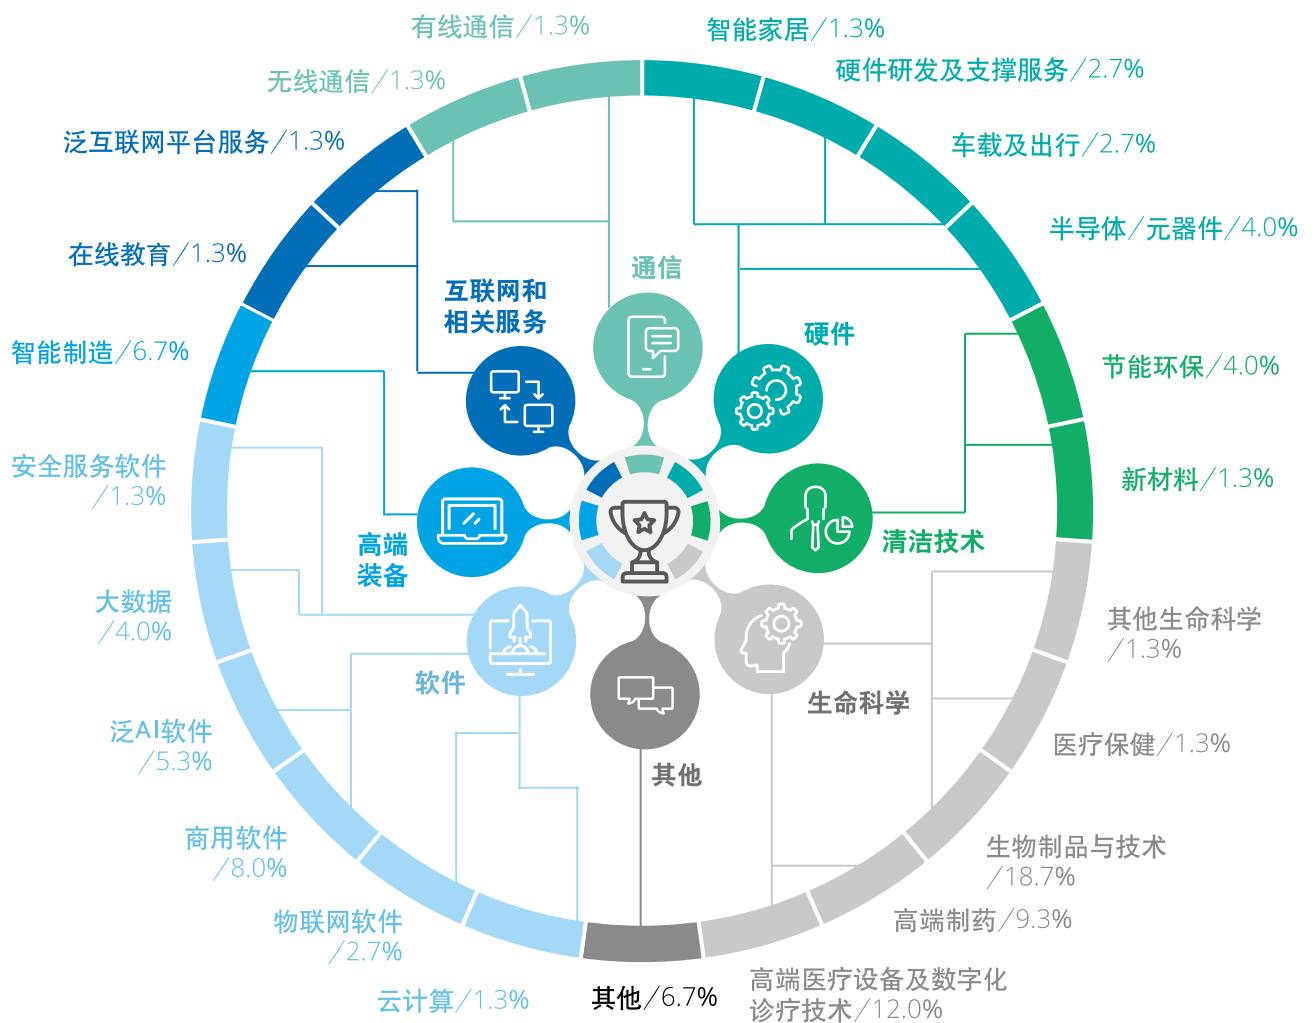 有线通信/1.3%
无线通信/1.3%
泛互联网平台服务/1.3%
在线教育/1.3%
智能制造/6.7%
安全服务软件
/1.3%
大数据
/4.0%
泛AI软件
/5.3%
商用软件
/8.0%
物联网软件
/2.7%
云计算/1.3%
其他/6.7%
智能家居/1.3%
硬件研发及支撑服务/2.7%
车载及出行/2.7%
半导体/元器件/4.0%
节能环保/4.0%
新材料/1.3%
其他生命科学
/1.3%
医疗保健/1.3%
生物制品与技术
/18.7%
高端制药/9.3%
高端医疗设备及数字化
诊疗技术/12.0%
通信
互联网和
相关服务
硬件
高端
装备
清洁技术
软件
生命科学
其他